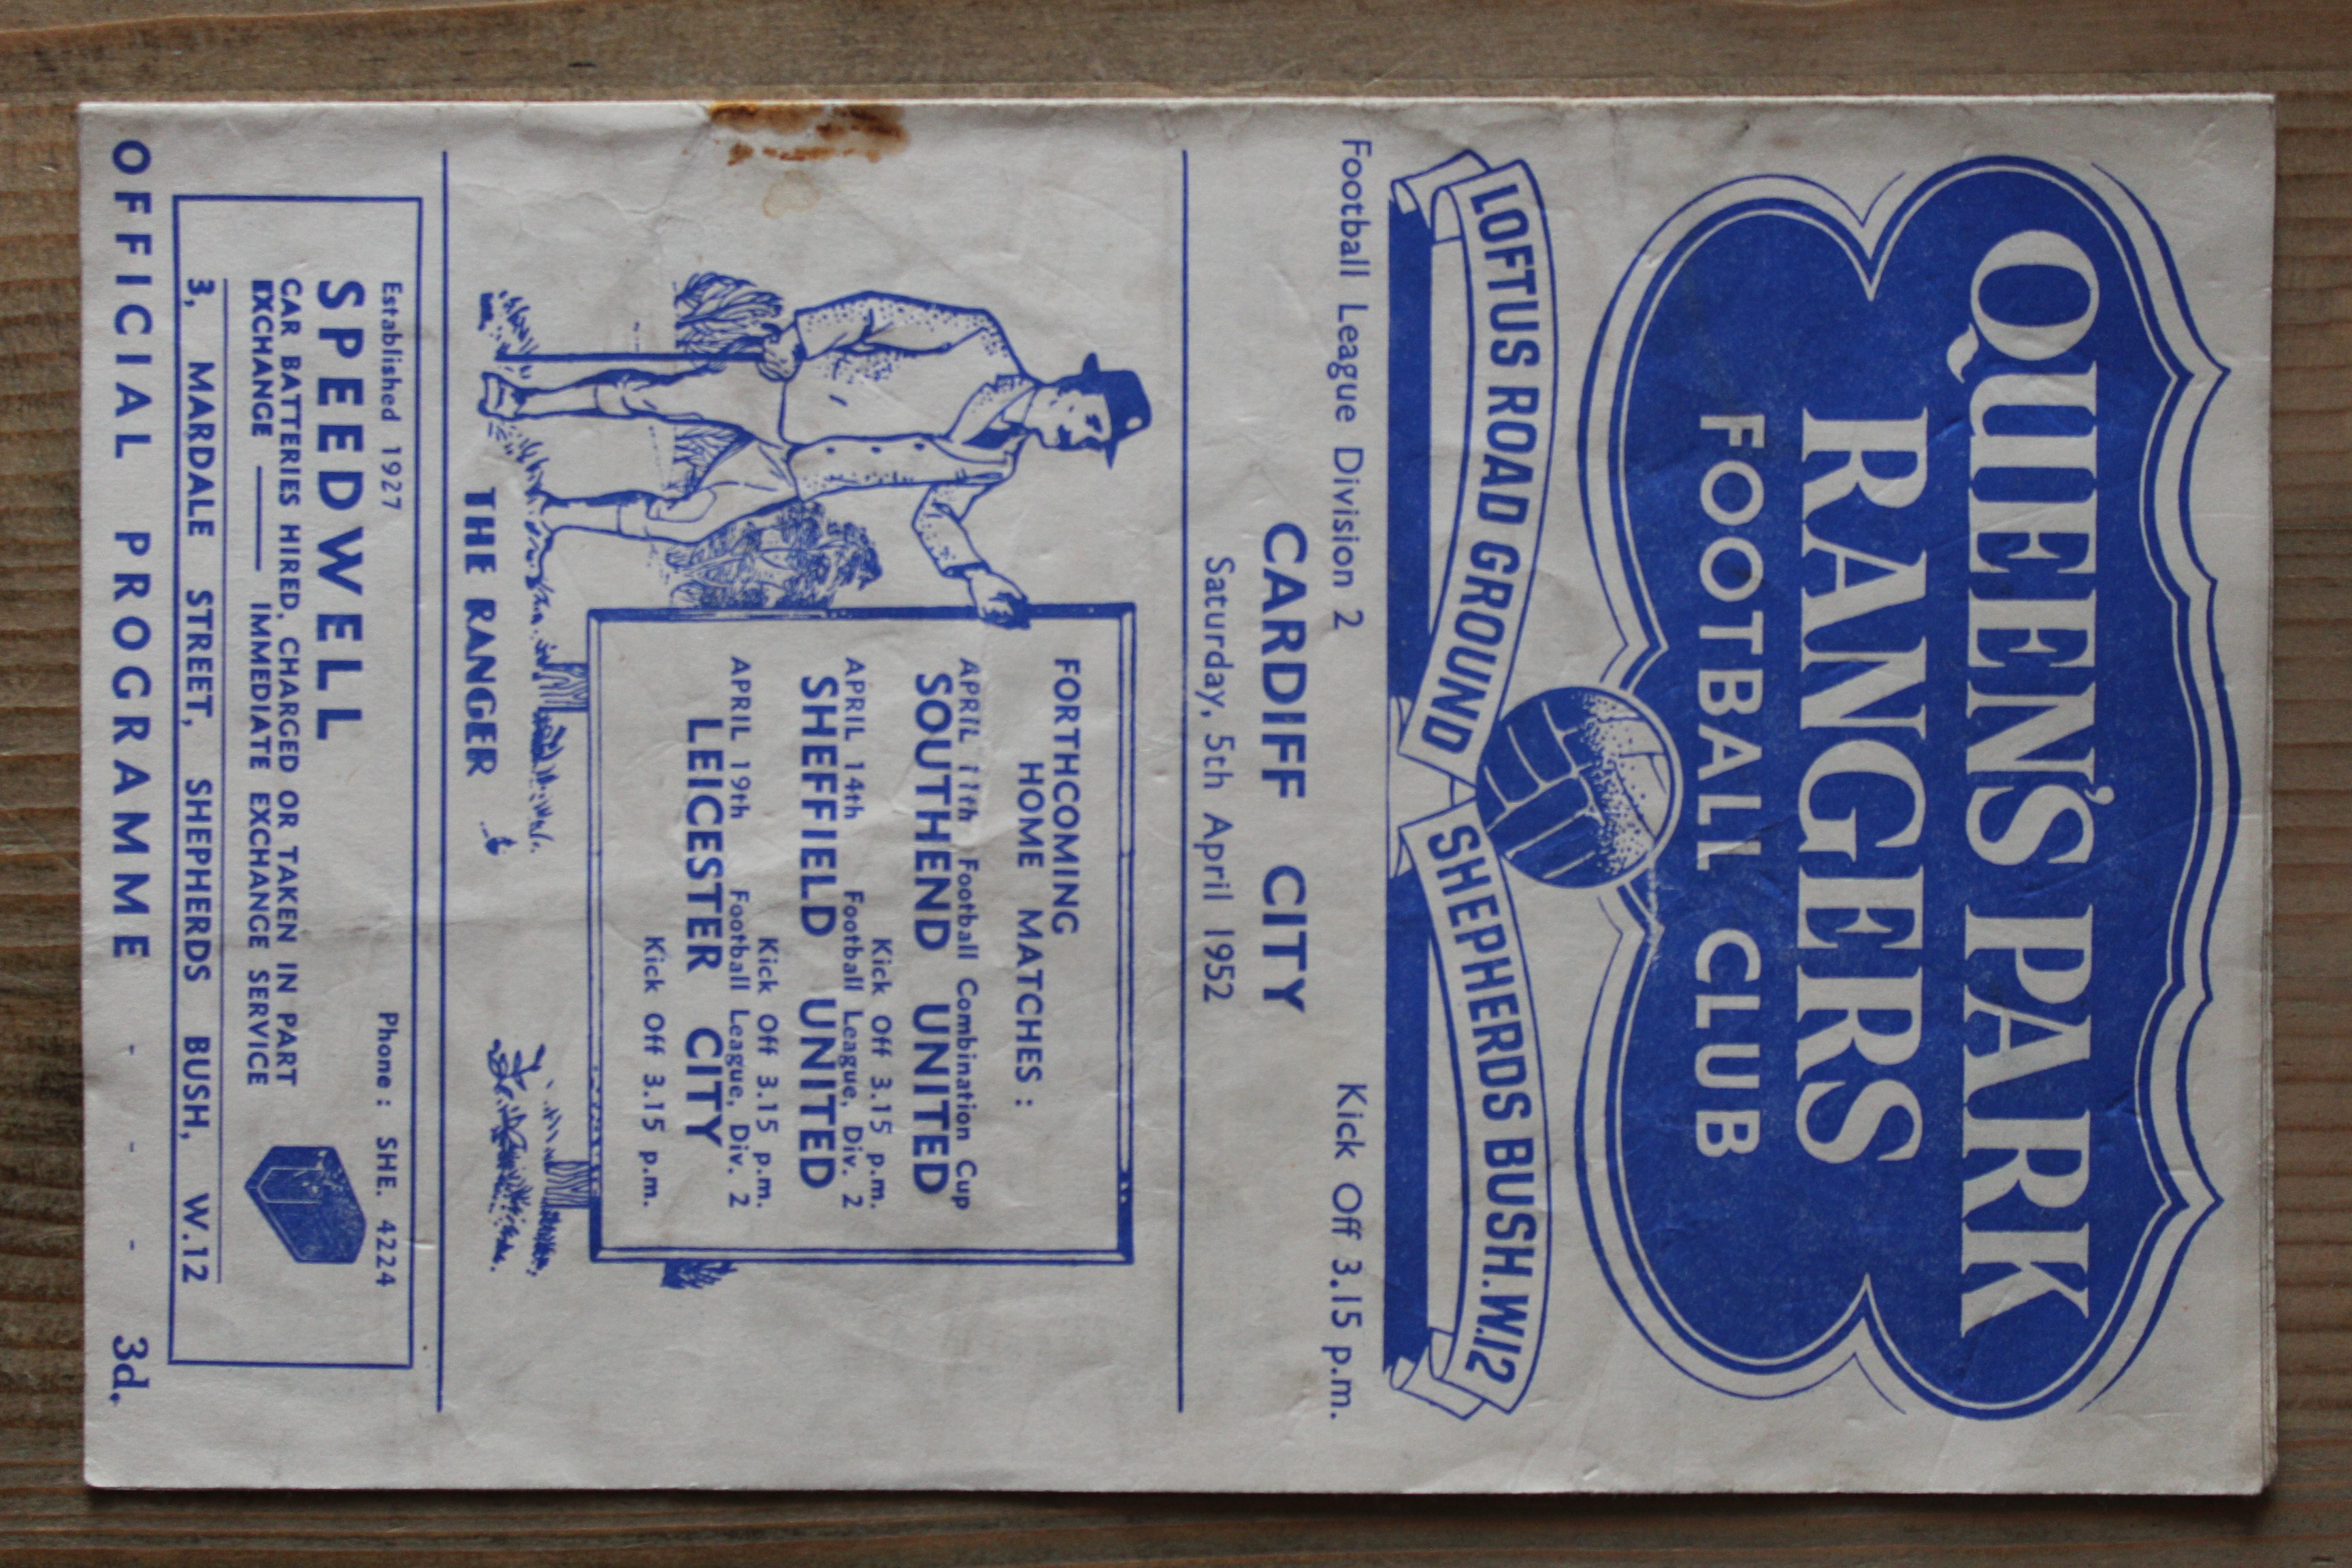 QUEEN'S PARK
RANGERS
FOOTBALL CLUB
LOFTUS ROAD GROUND SHEPHERDS BUSH. W.12
Football League Division 2 Kick Off 3.15 p.m.
CARDIFF CITY
Saturday, 5th April 1952
FORTHCOMING
HOME MATCHES :
APRIL 11th Football Combination Cup
SOUTHEND UNITED
Kick Off 3.15 p.m.
APRIL 14th Football League, Div. 2
SHEFFIELD UNITED
Kick Off 3.15 p.m.
APRIL 19th Football League, Div. 2
LEICESTER CITY
Kick Off 3.15 p.m.
THE RANGER
Established 1927 Phone : SHE. 4224
SPEEDWELL
CAR BATTERIES HIRED, CHARGED OR TAKEN IN PART
EXCHANGE —— IMMEDIATE EXCHANGE SERVICE
3, MARDALE STREET, SHEPHERDS BUSH, W.12
OFFICIAL PROGRAMME - - - 3d.